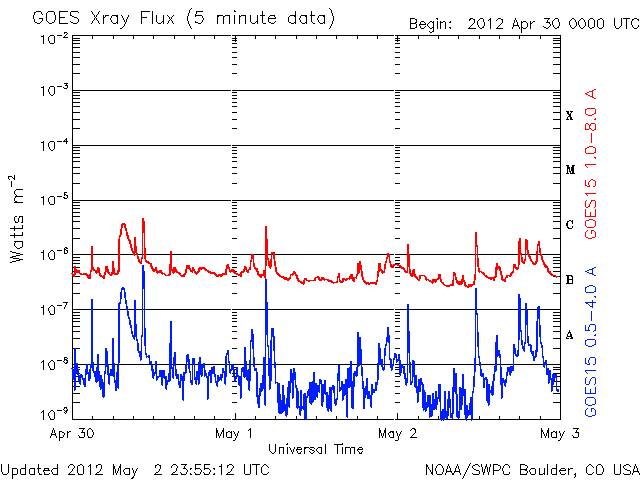 GOES Xray Flux (5 minute data)
Begin: 2012 Apr 30 0000 UTC
10-2
10-3
10-4
10-5
10-6
10-7
10-8
10-9
Watts m-2
X
M
C
B
A
GOES15 1.0-8.0 A
GOES15 0.5-4.0 A
Apr 30 May 1 May 2 May 3
Universal Time
Updated 2012 May 2 23:55:12 UTC
NOAA/SWPC Boulder, CO USA